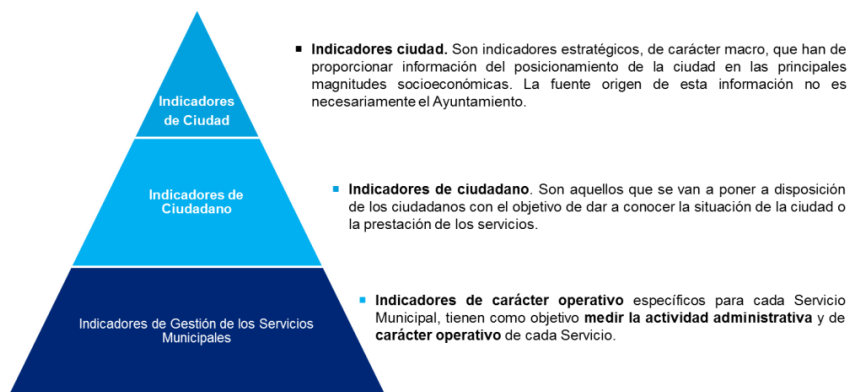 Indicadores
de Ciudad
▪ Indicadores ciudad. Son indicadores estratégicos, de carácter macro, que han de
proporcionar información del posicionamiento de la ciudad en las principales
magnitudes socioeconómicas. La fuente origen de esta información no es
necesariamente el Ayuntamiento.
Indicadores de
Ciudadano
▪ Indicadores de ciudadano. Son aquellos que se van a poner a disposición
de los ciudadanos con el objetivo de dar a conocer la situación de la ciudad o
la prestación de los servicios.
Indicadores de Gestión de los Servicios
Municipales
▪ Indicadores de carácter operativo específicos para cada Servicio
Municipal, tienen como objetivo medir la actividad administrativa y de
carácter operativo de cada Servicio.